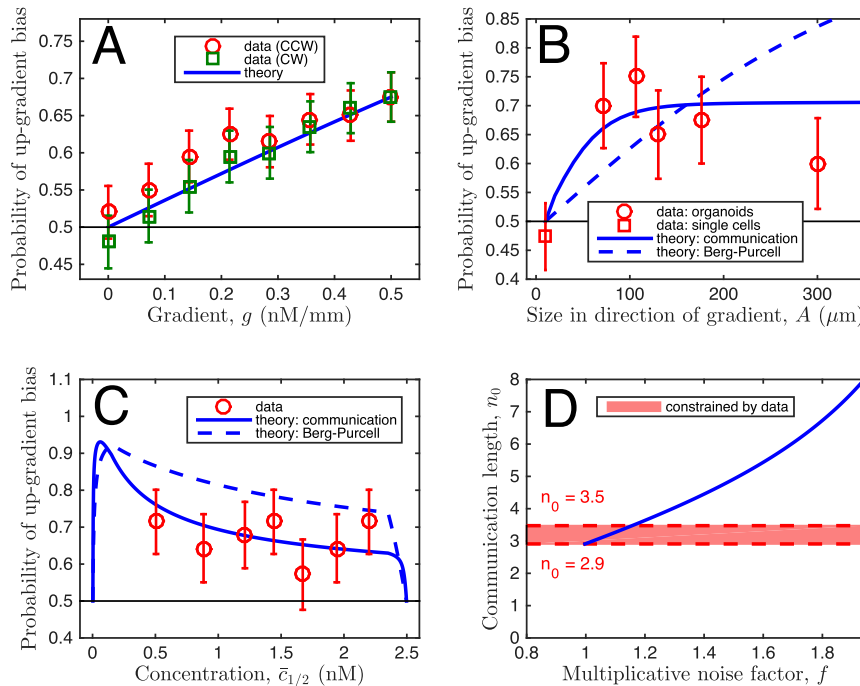 A
data (CCW)
data (CW)
theory
Probability of up-gradient bias
0.75
0.7
0.65
0.6
0.55
0.5
0.45
0
0.1
0.2
0.3
0.4
0.5
Gradient, g (nM/mm)
B
Probability of up-gradient bias
0.85
0.8
0.75
0.7
0.65
0.6
0.55
0.5
0.45
0.4
data: organoids
data: single cells
theory: communication
theory: Berg-Purcell
0
100
200
300
Size in direction of gradient, A (μm)
C
data
theory: communication
theory: Berg-Purcell
Probability of up-gradient bias
1.1
1
0.9
0.8
0.7
0.6
0.5
0.4
0
0.5
1
1.5
2
2.5
Concentration, c̄₁/₂ (nM)
D
constrained by data
Communication length, n₀
8
7
6
5
4
3
2
1
0
n₀ = 3.5
n₀ = 2.9
0.8
1
1.2
1.4
1.6
1.8
Multiplicative noise factor, f